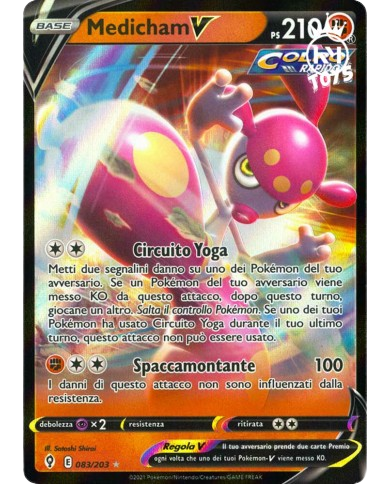 BASE Medicham V PS 210
COLPO
RAPIDO
TOYS
Circuito Yoga
Metti due segnalini danno su uno dei Pokémon del tuo
avversario. Se un Pokémon del tuo avversario viene
messo KO da questo attacco, dopo questo turno,
giocane un altro. Salta il controllo Pokémon. Se uno dei tuoi
Pokémon ha usato Circuito Yoga durante il tuo ultimo
turno, questo attacco non può essere usato.
Spaccamontante 100
I danni di questo attacco non sono influenzati dalla
resistenza.
debolezza ×2 resistenza ritirata
Il. Satoshi Shirai
Regola V Il tuo avversario prende due carte Premio
ogni volta che uno dei tuoi Pokémon-V viene messo KO.
E 083/203
©2021 Pokémon/Nintendo/Creatures/GAME FREAK